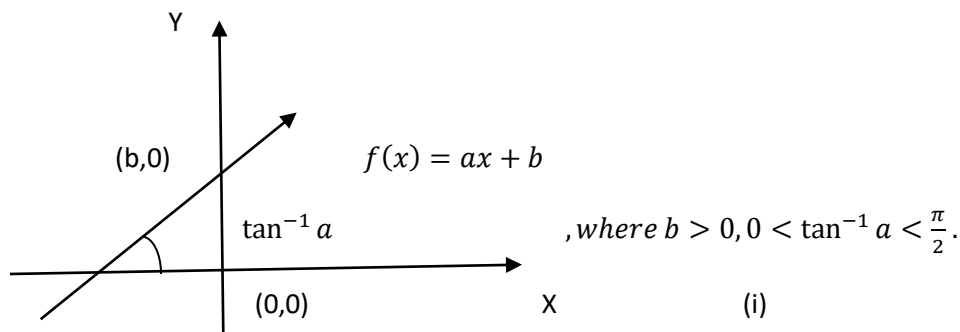 Y
(b,0) f(x) = ax + b
tan⁻¹ a , where b > 0, 0 < tan⁻¹ a < π/2 .
(0,0) X (i)